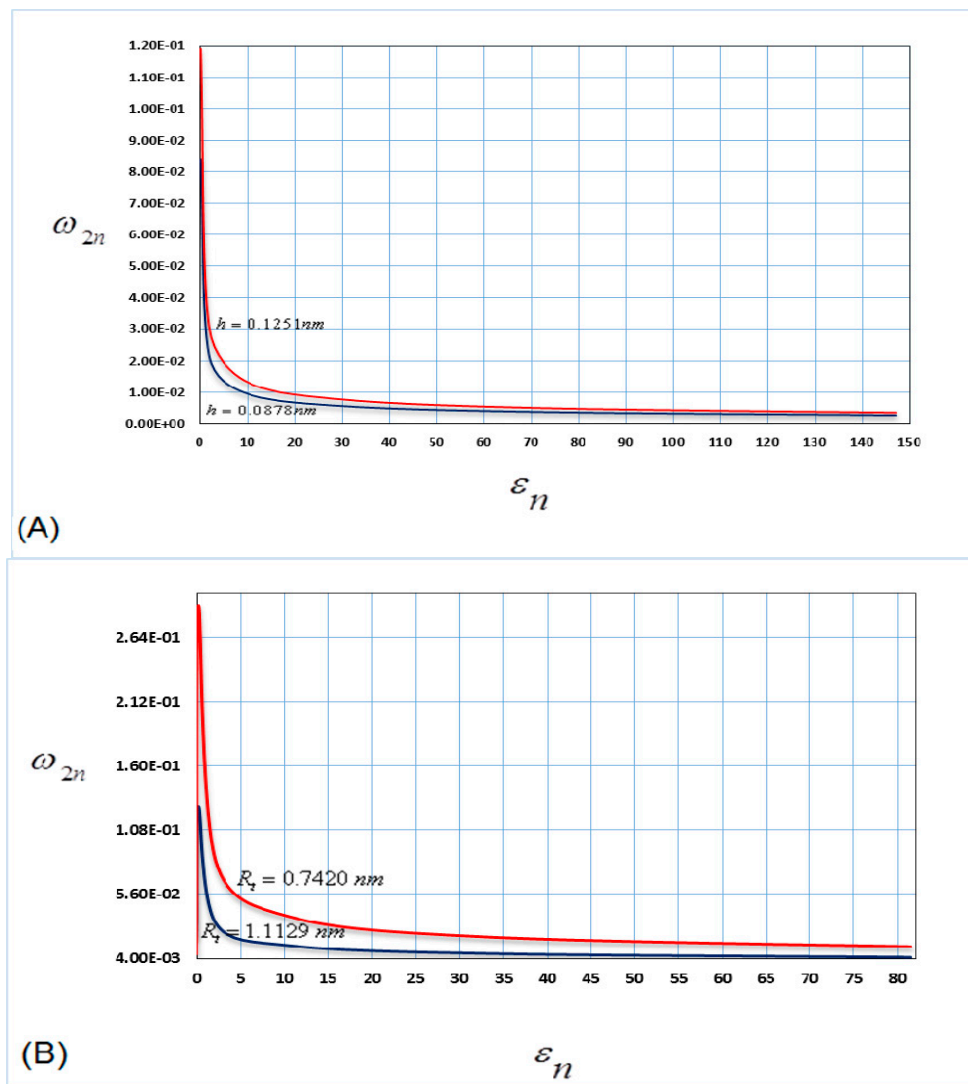 1.20E-01
1.10E-01
1.00E-01
9.00E-02
8.00E-02
7.00E-02
6.00E-02
5.00E-02
4.00E-02
3.00E-02
2.00E-02
1.00E-02
0.00E+00
ω2n
h = 0.1251nm
h = 0.0878nm
0 10 20 30 40 50 60 70 80 90 100 110 120 130 140 150
εn
(A)
2.64E-01
2.12E-01
1.60E-01
1.08E-01
5.60E-02
4.00E-03
ω2n
Rt = 0.7420 nm
Rt = 1.1129 nm
0 5 10 15 20 25 30 35 40 45 50 55 60 65 70 75 80
εn
(B)